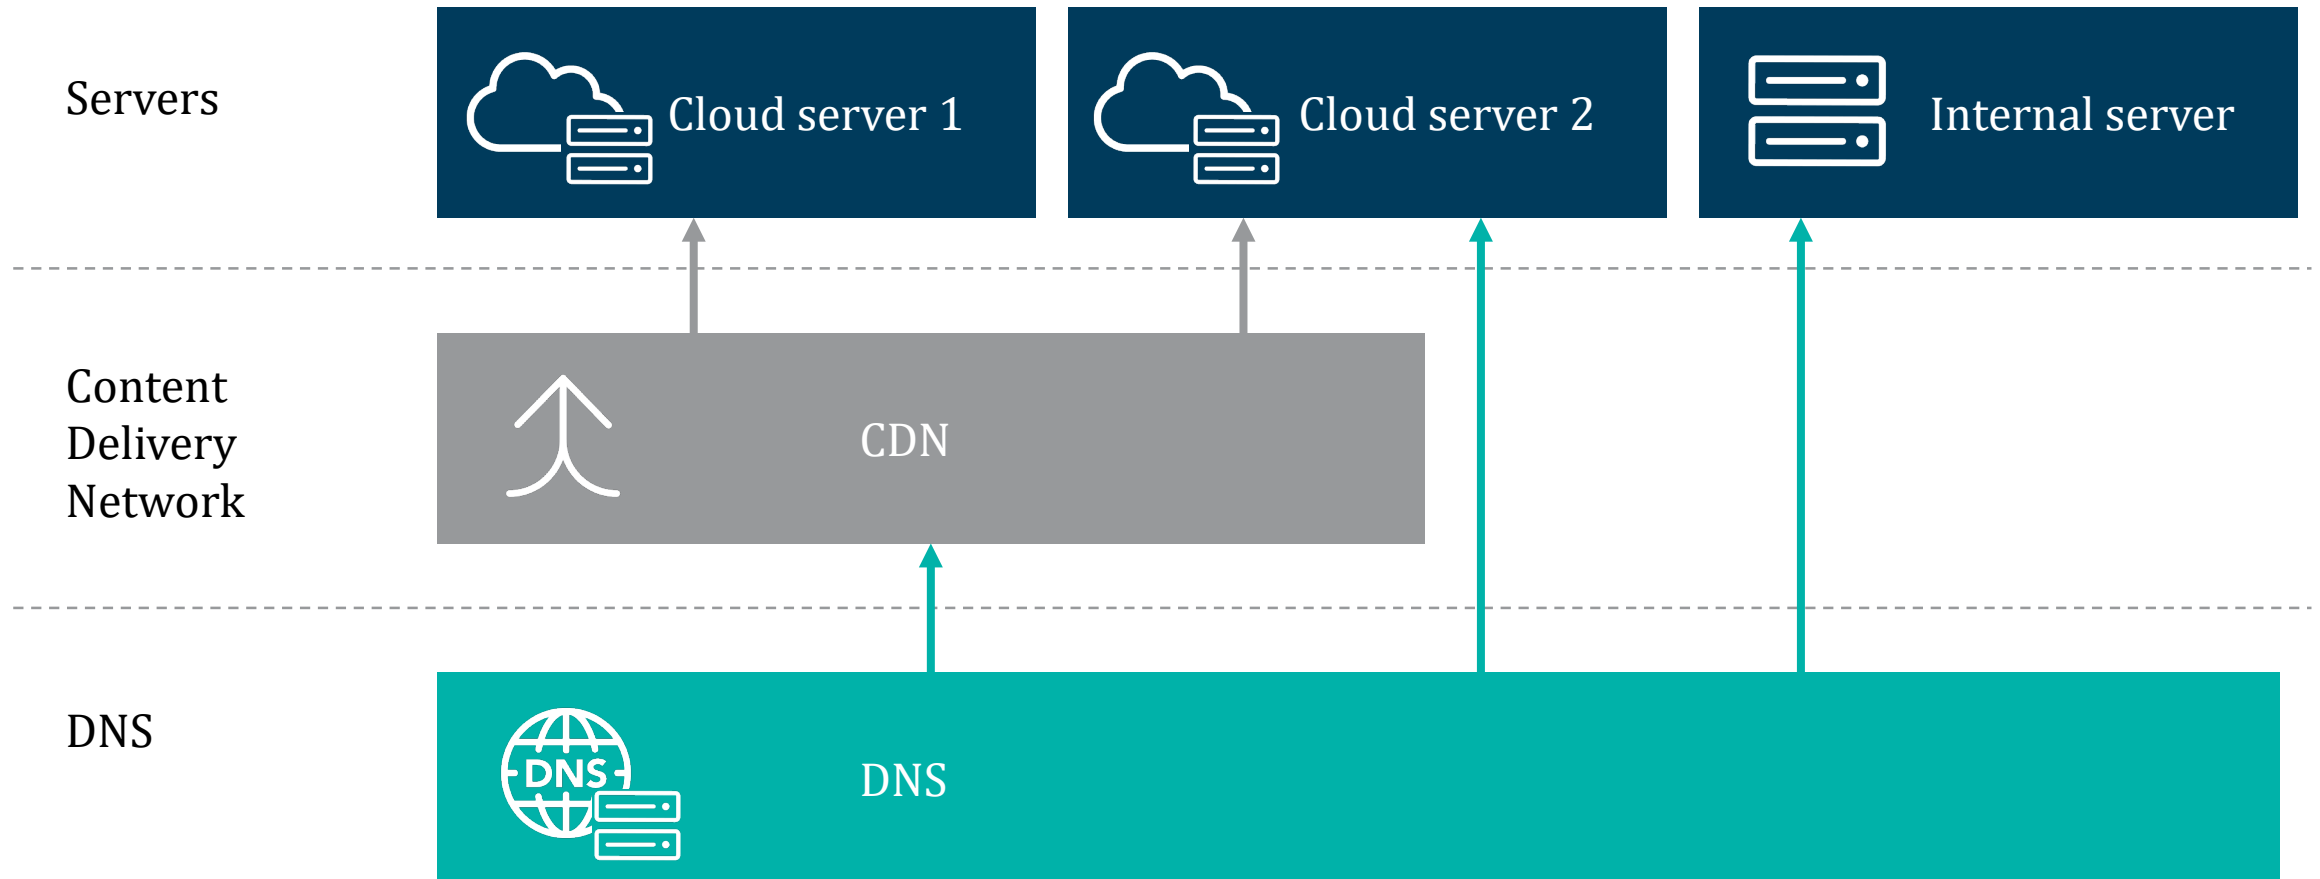 Servers
Cloud server 1
Cloud server 2
Internal server
Content
Delivery
Network
CDN
DNS
DNS
DNS